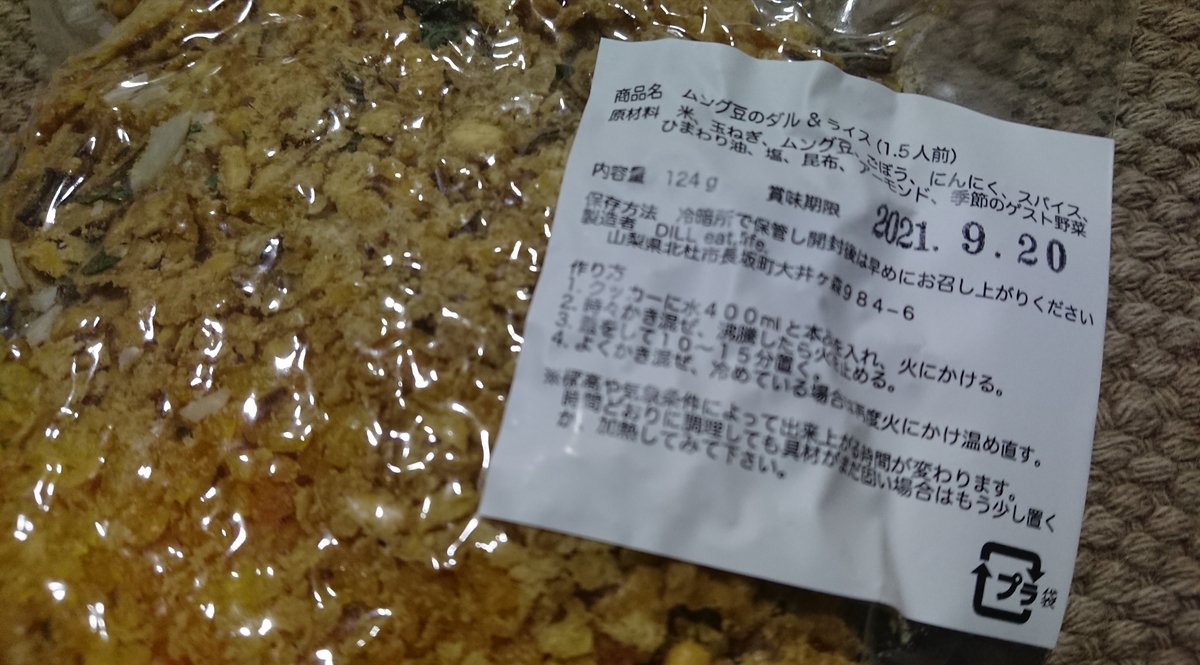 商品名 ムング豆のダル & ライス (1.5人前)
原材料 米、玉ねぎ、ムング豆、ごぼう、にんにく、スパイス、
ひまわり油、塩、昆布、アーモンド、季節のゲスト野菜
内容量 124g 賞味期限 2021. 9. 20
保存方法 冷暗所で保管し開封後は早めにお召し上がりください
製造者 DILL eat,life.
山梨県北杜市長坂町大井ヶ森984-6
作り方
1. クッカーに水400mlと本品を入れ、火にかける。
2. 時々かき混ぜ、沸騰したら火を止める。
3. 蓋をして10〜15分置く。
4. よくかき混ぜ、冷めている場合は再度火にかけ温め直す。
※標高や気象条件によって出来上がる時間が変わります。
時間どおりに調理しても具材がまだ固い場合はもう少し置く
か、加熱してみて下さい。
プラ
袋